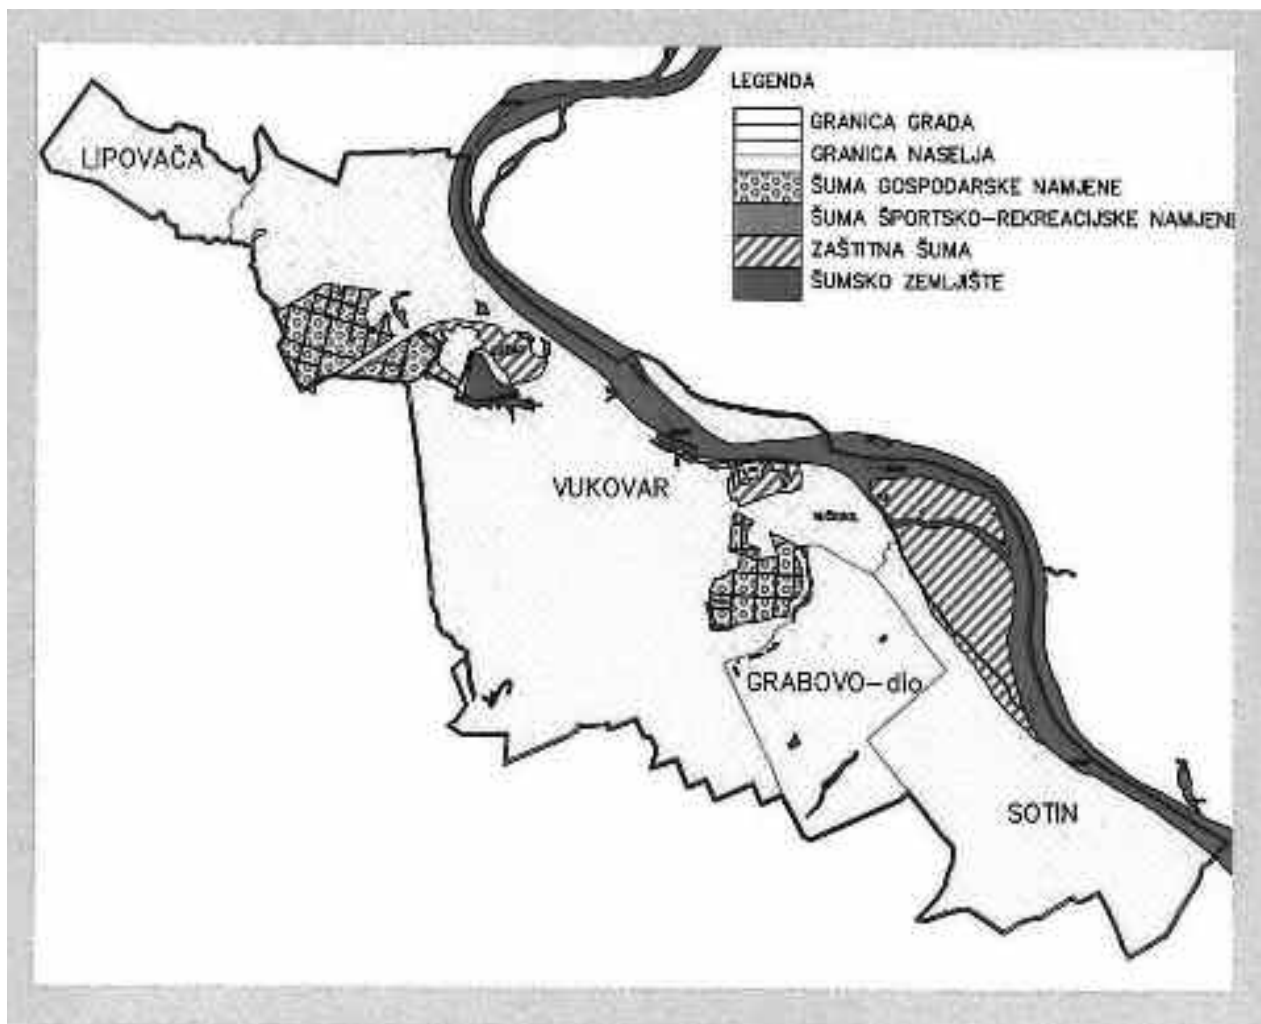 LEGENDA
GRANICA GRADA
GRANICA NASELJA
ŠUMA GOSPODARSKE NAMJENE
ŠUMA ŠPORTSKO-REKREACIJSKE NAMJENE
ZAŠTITNA ŠUMA
ŠUMSKO ZEMLJIŠTE
LIPOVAČA
VUKOVAR
GRABOVO-dio
SOTIN